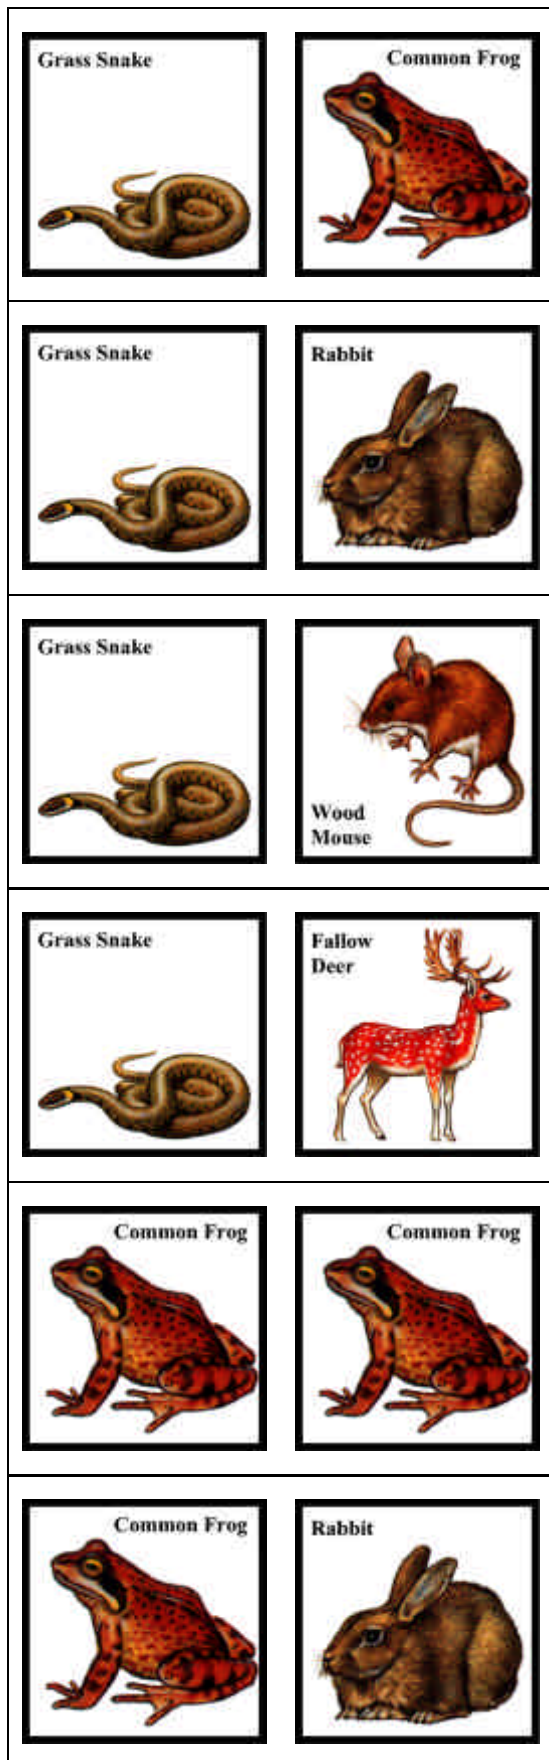 Grass Snake
Common Frog
Grass Snake
Rabbit
Grass Snake
Wood
Mouse
Grass Snake
Fallow
Deer
Common Frog
Common Frog
Common Frog
Rabbit